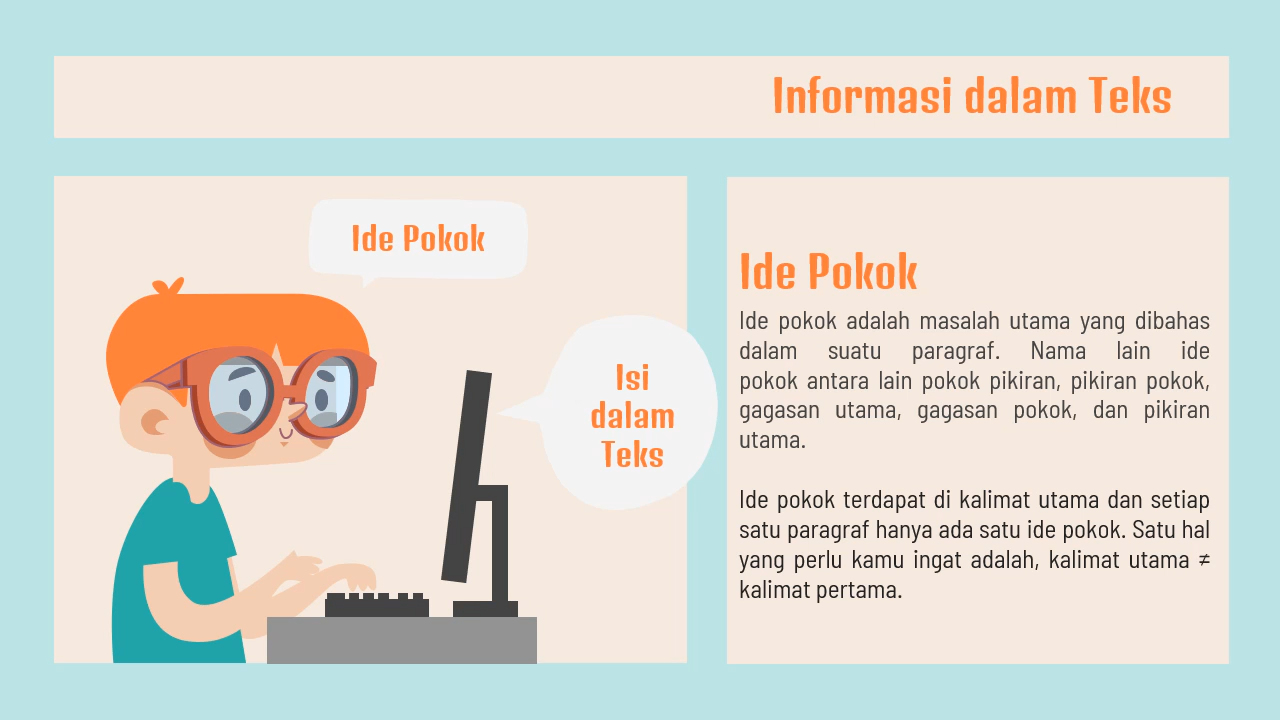 Informasi dalam Teks
Ide Pokok
Isi
dalam
Teks
Ide Pokok
Ide pokok adalah masalah utama yang dibahas
dalam suatu paragraf. Nama lain ide
pokok antara lain pokok pikiran, pikiran pokok,
gagasan utama, gagasan pokok, dan pikiran
utama.
Ide pokok terdapat di kalimat utama dan setiap
satu paragraf hanya ada satu ide pokok. Satu hal
yang perlu kamu ingat adalah, kalimat utama ≠
kalimat pertama.